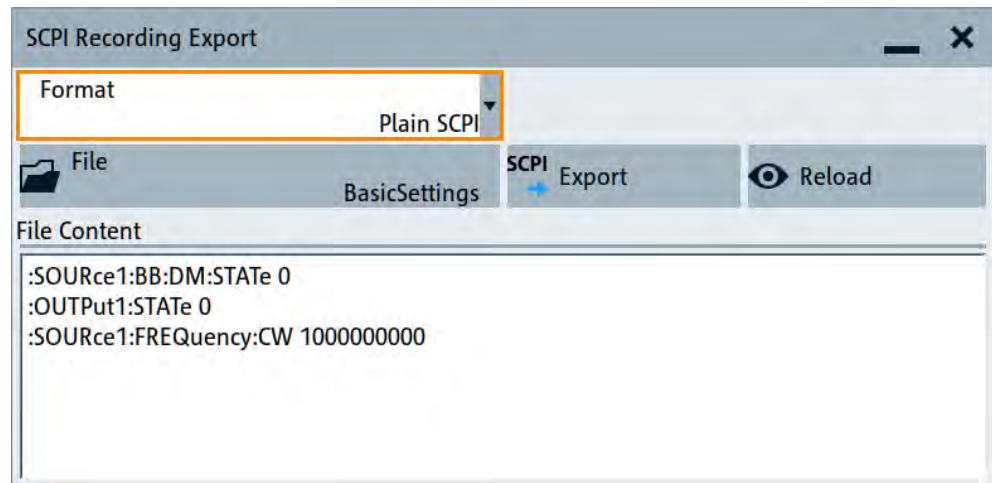 SCPI Recording Export
Format
Plain SCPI
File
BasicSettings
SCPI
Export
Reload
File Content
:SOURce1:BB:DM:STATe 0
:OUTPut1:STATe 0
:SOURce1:FREQuency:CW 1000000000